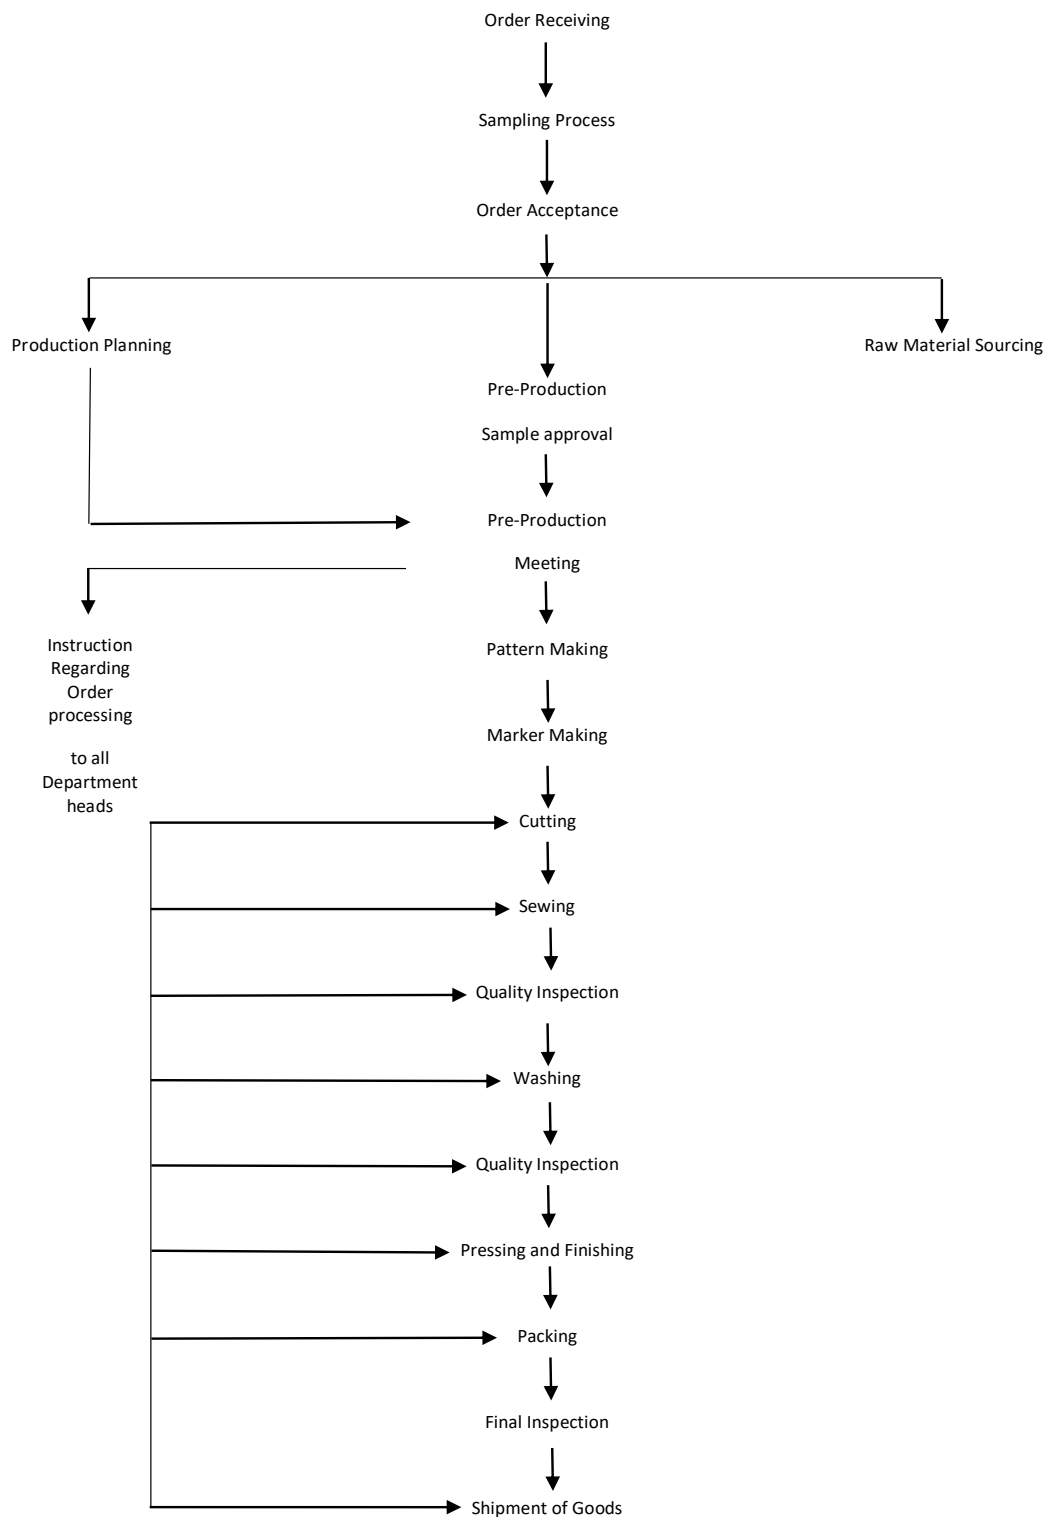 Order Receiving
Sampling Process
Order Acceptance
Production Planning
Raw Material Sourcing
Pre-Production
Sample approval
Pre-Production
Meeting
Instruction
Regarding
Order
processing
to all
Department
heads
Pattern Making
Marker Making
Cutting
Sewing
Quality Inspection
Washing
Quality Inspection
Pressing and Finishing
Packing
Final Inspection
Shipment of Goods